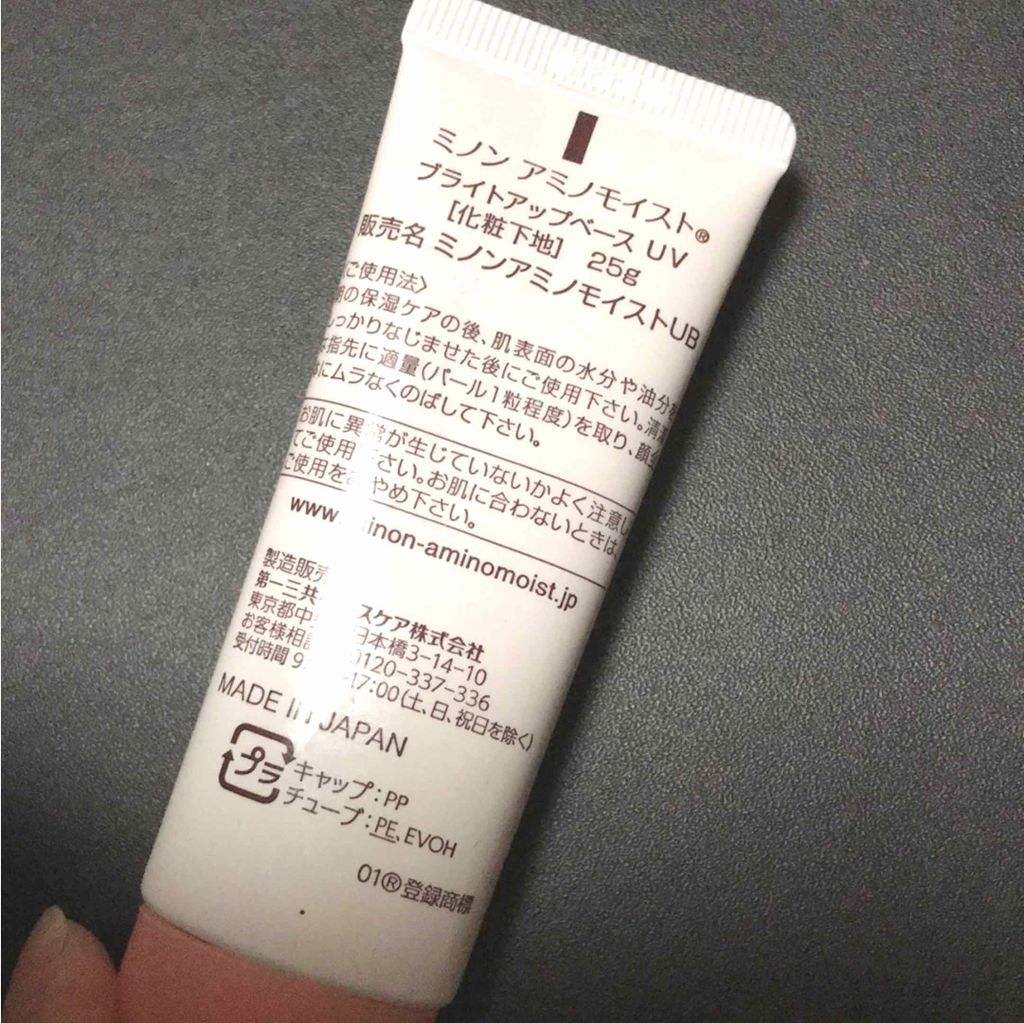 ミノン アミノモイスト®
ブライトアップベース UV
[化粧下地] 25g
販売名 ミノンアミノモイストUB
ご使用法〉
の保湿ケアの後、肌表面の水分や油分を
っかりなじませた後にご使用下さい。清潔
指先に適量(パール1粒程度)を取り、顔全
にムラなくのばして下さい。
お肌に異常が生じていないかよく注意し
てご使用下さい。お肌に合わないときは、
ご使用をおやめ下さい。
www.minon-aminomoist.jp
製造販売
第一三共 スケア株式会社
東京都中 日本橋3-14-10
お客様相談 0120-337-336
受付時間 9: -17:00(土、日、祝日を除く)
MADE IN JAPAN
プラ
キャップ:PP
チューブ:PE、EVOH
01®登録商標